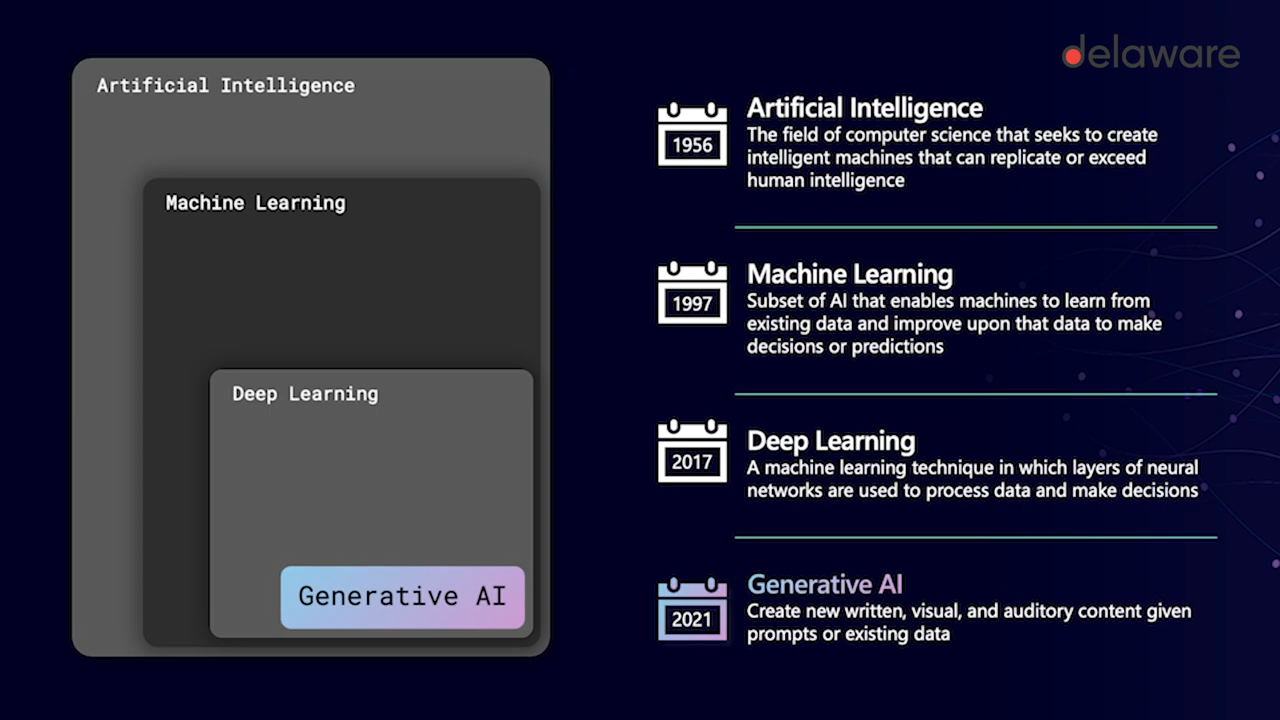 delaware
Artificial Intelligence
Machine Learning
Deep Learning
Generative AI
1956
Artificial Intelligence
The field of computer science that seeks to create
intelligent machines that can replicate or exceed
human intelligence
1997
Machine Learning
Subset of AI that enables machines to learn from
existing data and improve upon that data to make
decisions or predictions
2017
Deep Learning
A machine learning technique in which layers of neural
networks are used to process data and make decisions
2021
Generative AI
Create new written, visual, and auditory content given
prompts or existing data